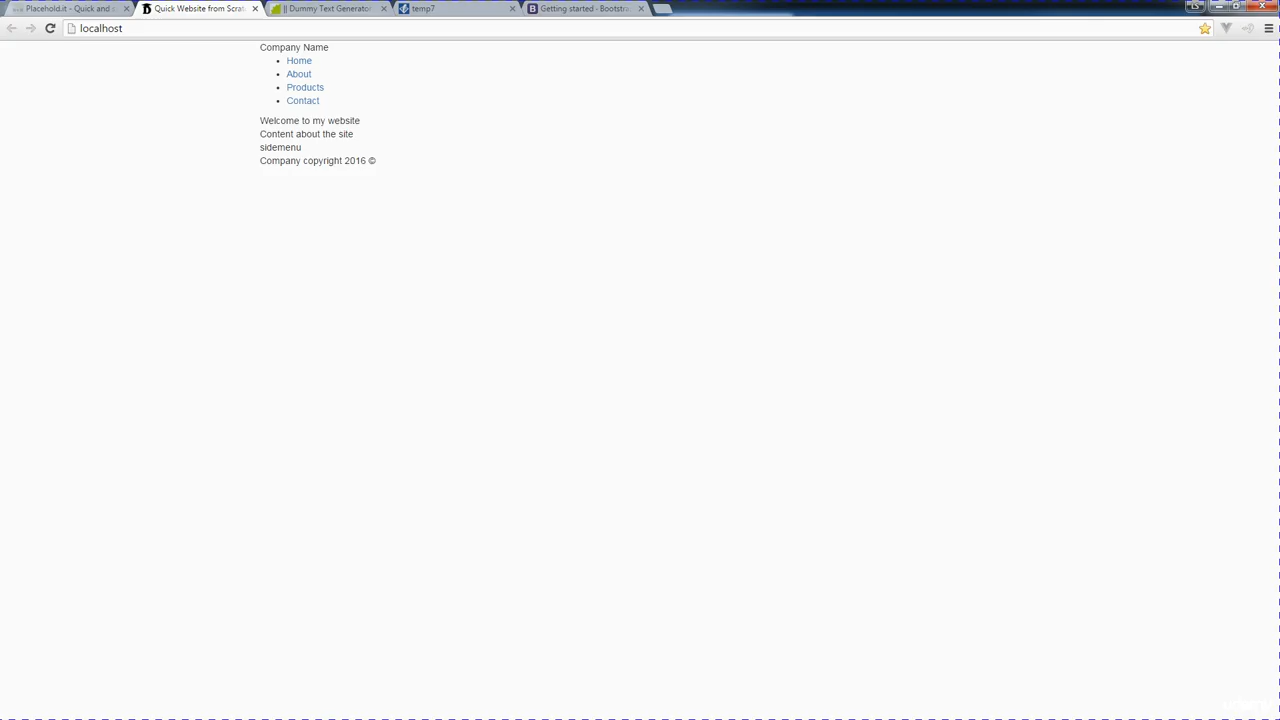 Placehold.it - Quick and
Quick Website from Scrat
|| Dummy Text Generator
temp7
Getting started · Bootstra
localhost
Company Name
• Home
• About
• Products
• Contact
Welcome to my website
Content about the site
sidemenu
Company copyright 2016 ©